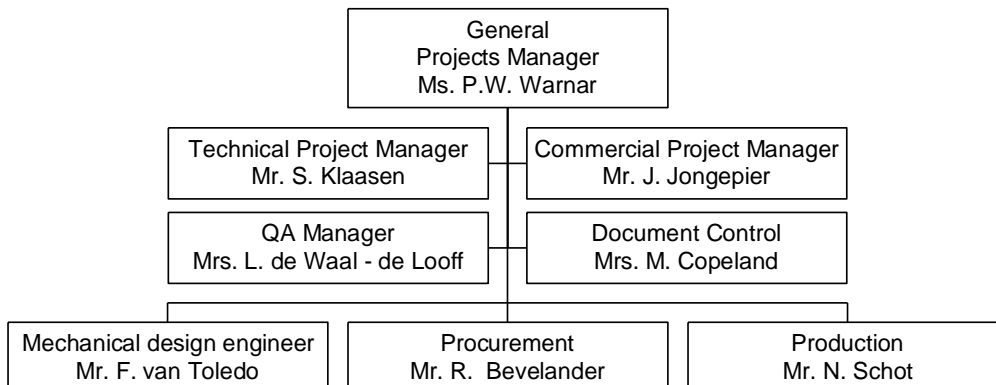 General
Projects Manager
Ms. P.W. Warnar
Technical Project Manager
Mr. S. Klaasen
Commercial Project Manager
Mr. J. Jongepier
QA Manager
Mrs. L. de Waal - de Looff
Document Control
Mrs. M. Copeland
Mechanical design engineer
Mr. F. van Toledo
Procurement
Mr. R. Bevelander
Production
Mr. N. Schot